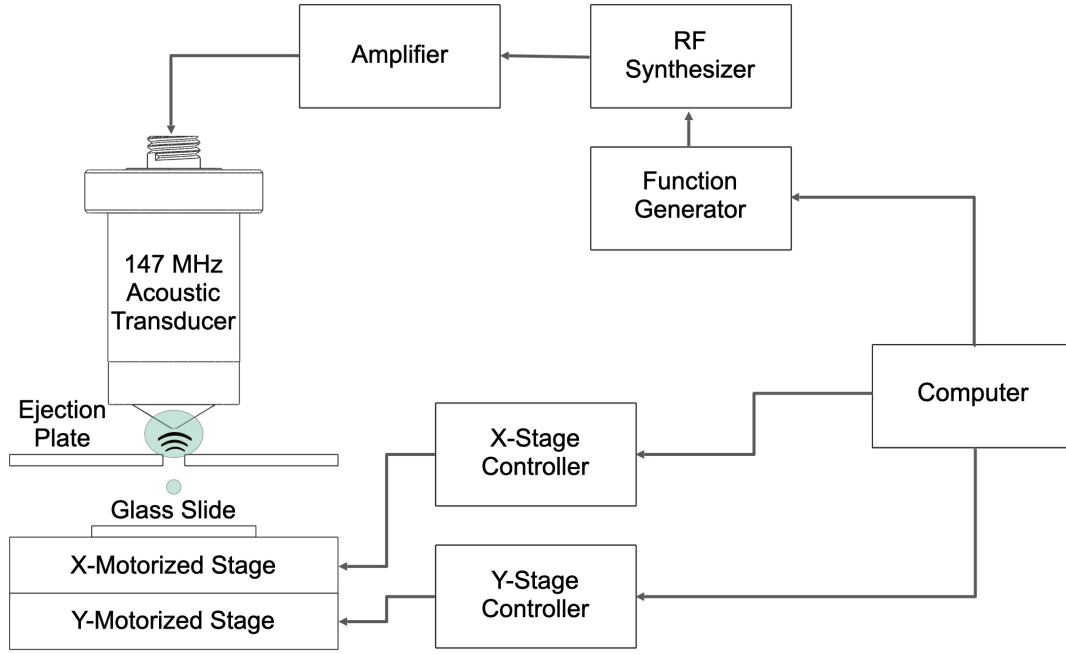 Amplifier
RF
Synthesizer
Function
Generator
147 MHz
Acoustic
Transducer
Computer
Ejection
Plate
X-Stage
Controller
Glass Slide
X-Motorized Stage
Y-Stage
Controller
Y-Motorized Stage